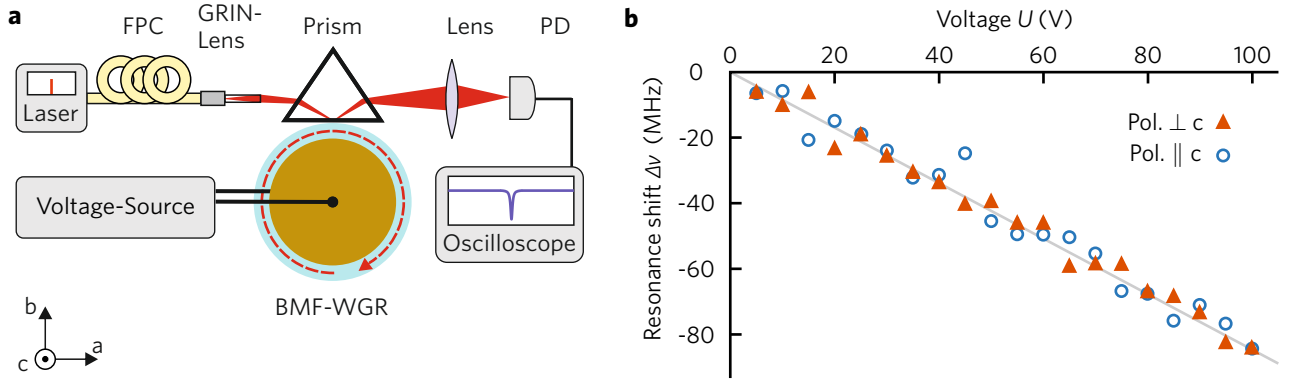 a
FPC
GRIN-
Lens
Prism
Lens
PD
Laser
Voltage-Source
Oscilloscope
BMF-WGR
b
a
c
b
Voltage U (V)
0 20 40 60 80 100
Resonance shift Δν (MHz)
0
-20
-40
-60
-80
Pol. ⊥ c
Pol. ∥ c